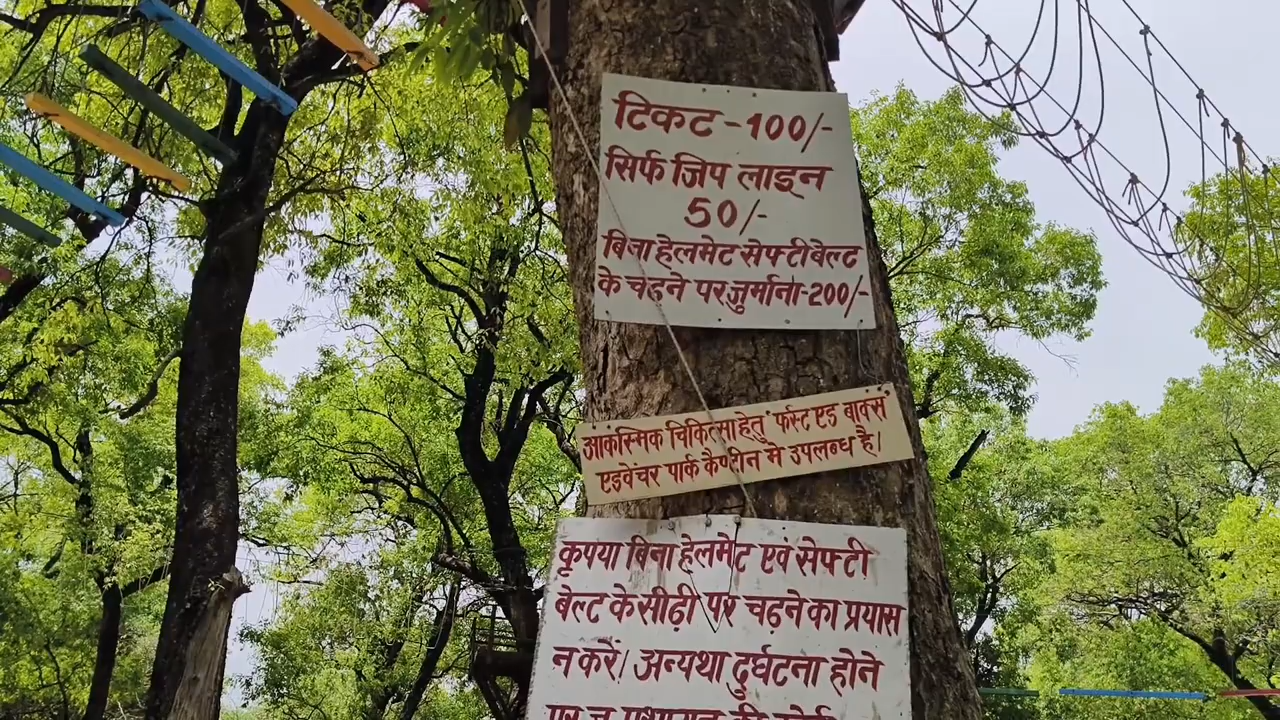 टिकट-100/-
सिर्फ जिप लाइन
50/-
बिना हेलमेट सेफ्टी बेल्ट
के चढ़ने पर जुर्माना-200/-
आकस्मिक चिकित्सा हेतु फर्स्ट एड बाक्स
एडवेंचर पार्क कैण्टीन मे उपलब्ध है।
कृपया बिना हेलमेट एवं सेफ्टी
बेल्ट के सीढ़ी पर चढ़ने का प्रयास
न करें। अन्यथा दुर्घटना होने